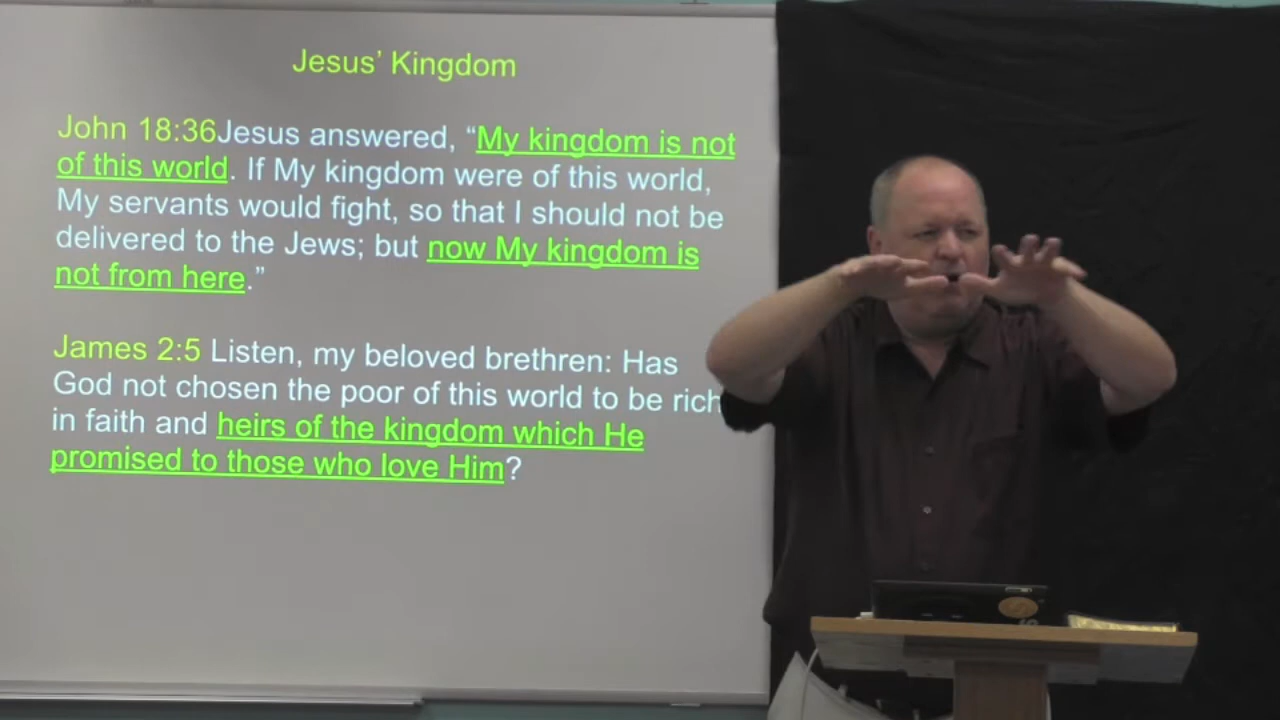 Jesus’ Kingdom
John 18:36Jesus answered, “My kingdom is not
of this world. If My kingdom were of this world,
My servants would fight, so that I should not be
delivered to the Jews; but now My kingdom is
not from here.”
James 2:5 Listen, my beloved brethren: Has
God not chosen the poor of this world to be rich
in faith and heirs of the kingdom which He
promised to those who love Him?